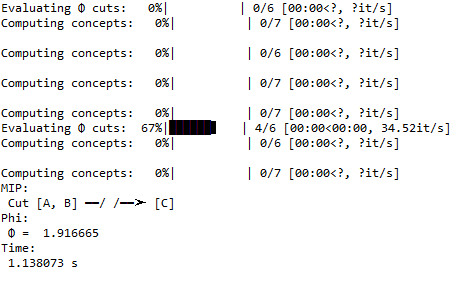 Evaluating Φ cuts:   0%|          | 0/6 [00:00<?, ?it/s]
Computing concepts:   0%|          | 0/7 [00:00<?, ?it/s]
Computing concepts:   0%|          | 0/6 [00:00<?, ?it/s]
Computing concepts:   0%|          | 0/7 [00:00<?, ?it/s]
Computing concepts:   0%|          | 0/7 [00:00<?, ?it/s]
Evaluating Φ cuts:  67%|██████▋   | 4/6 [00:00<00:00, 34.52it/s]
Computing concepts:   0%|          | 0/6 [00:00<?, ?it/s]
Computing concepts:   0%|          | 0/7 [00:00<?, ?it/s]
MIP:
 Cut [A, B] ━━/ /━━➤ [C]
Phi:
 Φ =  1.916665
Time:
 1.138073 s